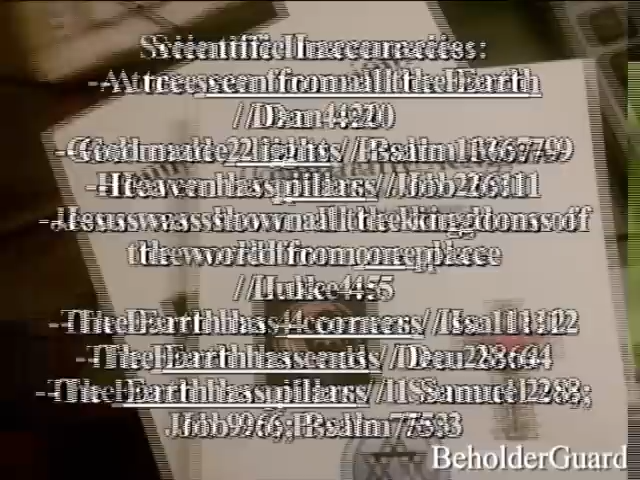 Scientific Inaccuracies:
-A tree seen from all the Earth
/Dan 4:20
-God made 2 lights /Psalm 136:7-9
-Heaven has pillars /Job 26:11
-Jesus was shown all the kingdoms of
the world from one place
/Luke 4:5
-The Earth has 4 corners /Isa 11:12
-The Earth has ends /Deu 28:64
-The Earth has pillars /1 Samuel 2:8;
Job 9:6; Psalm 75:3
BeholderGuard